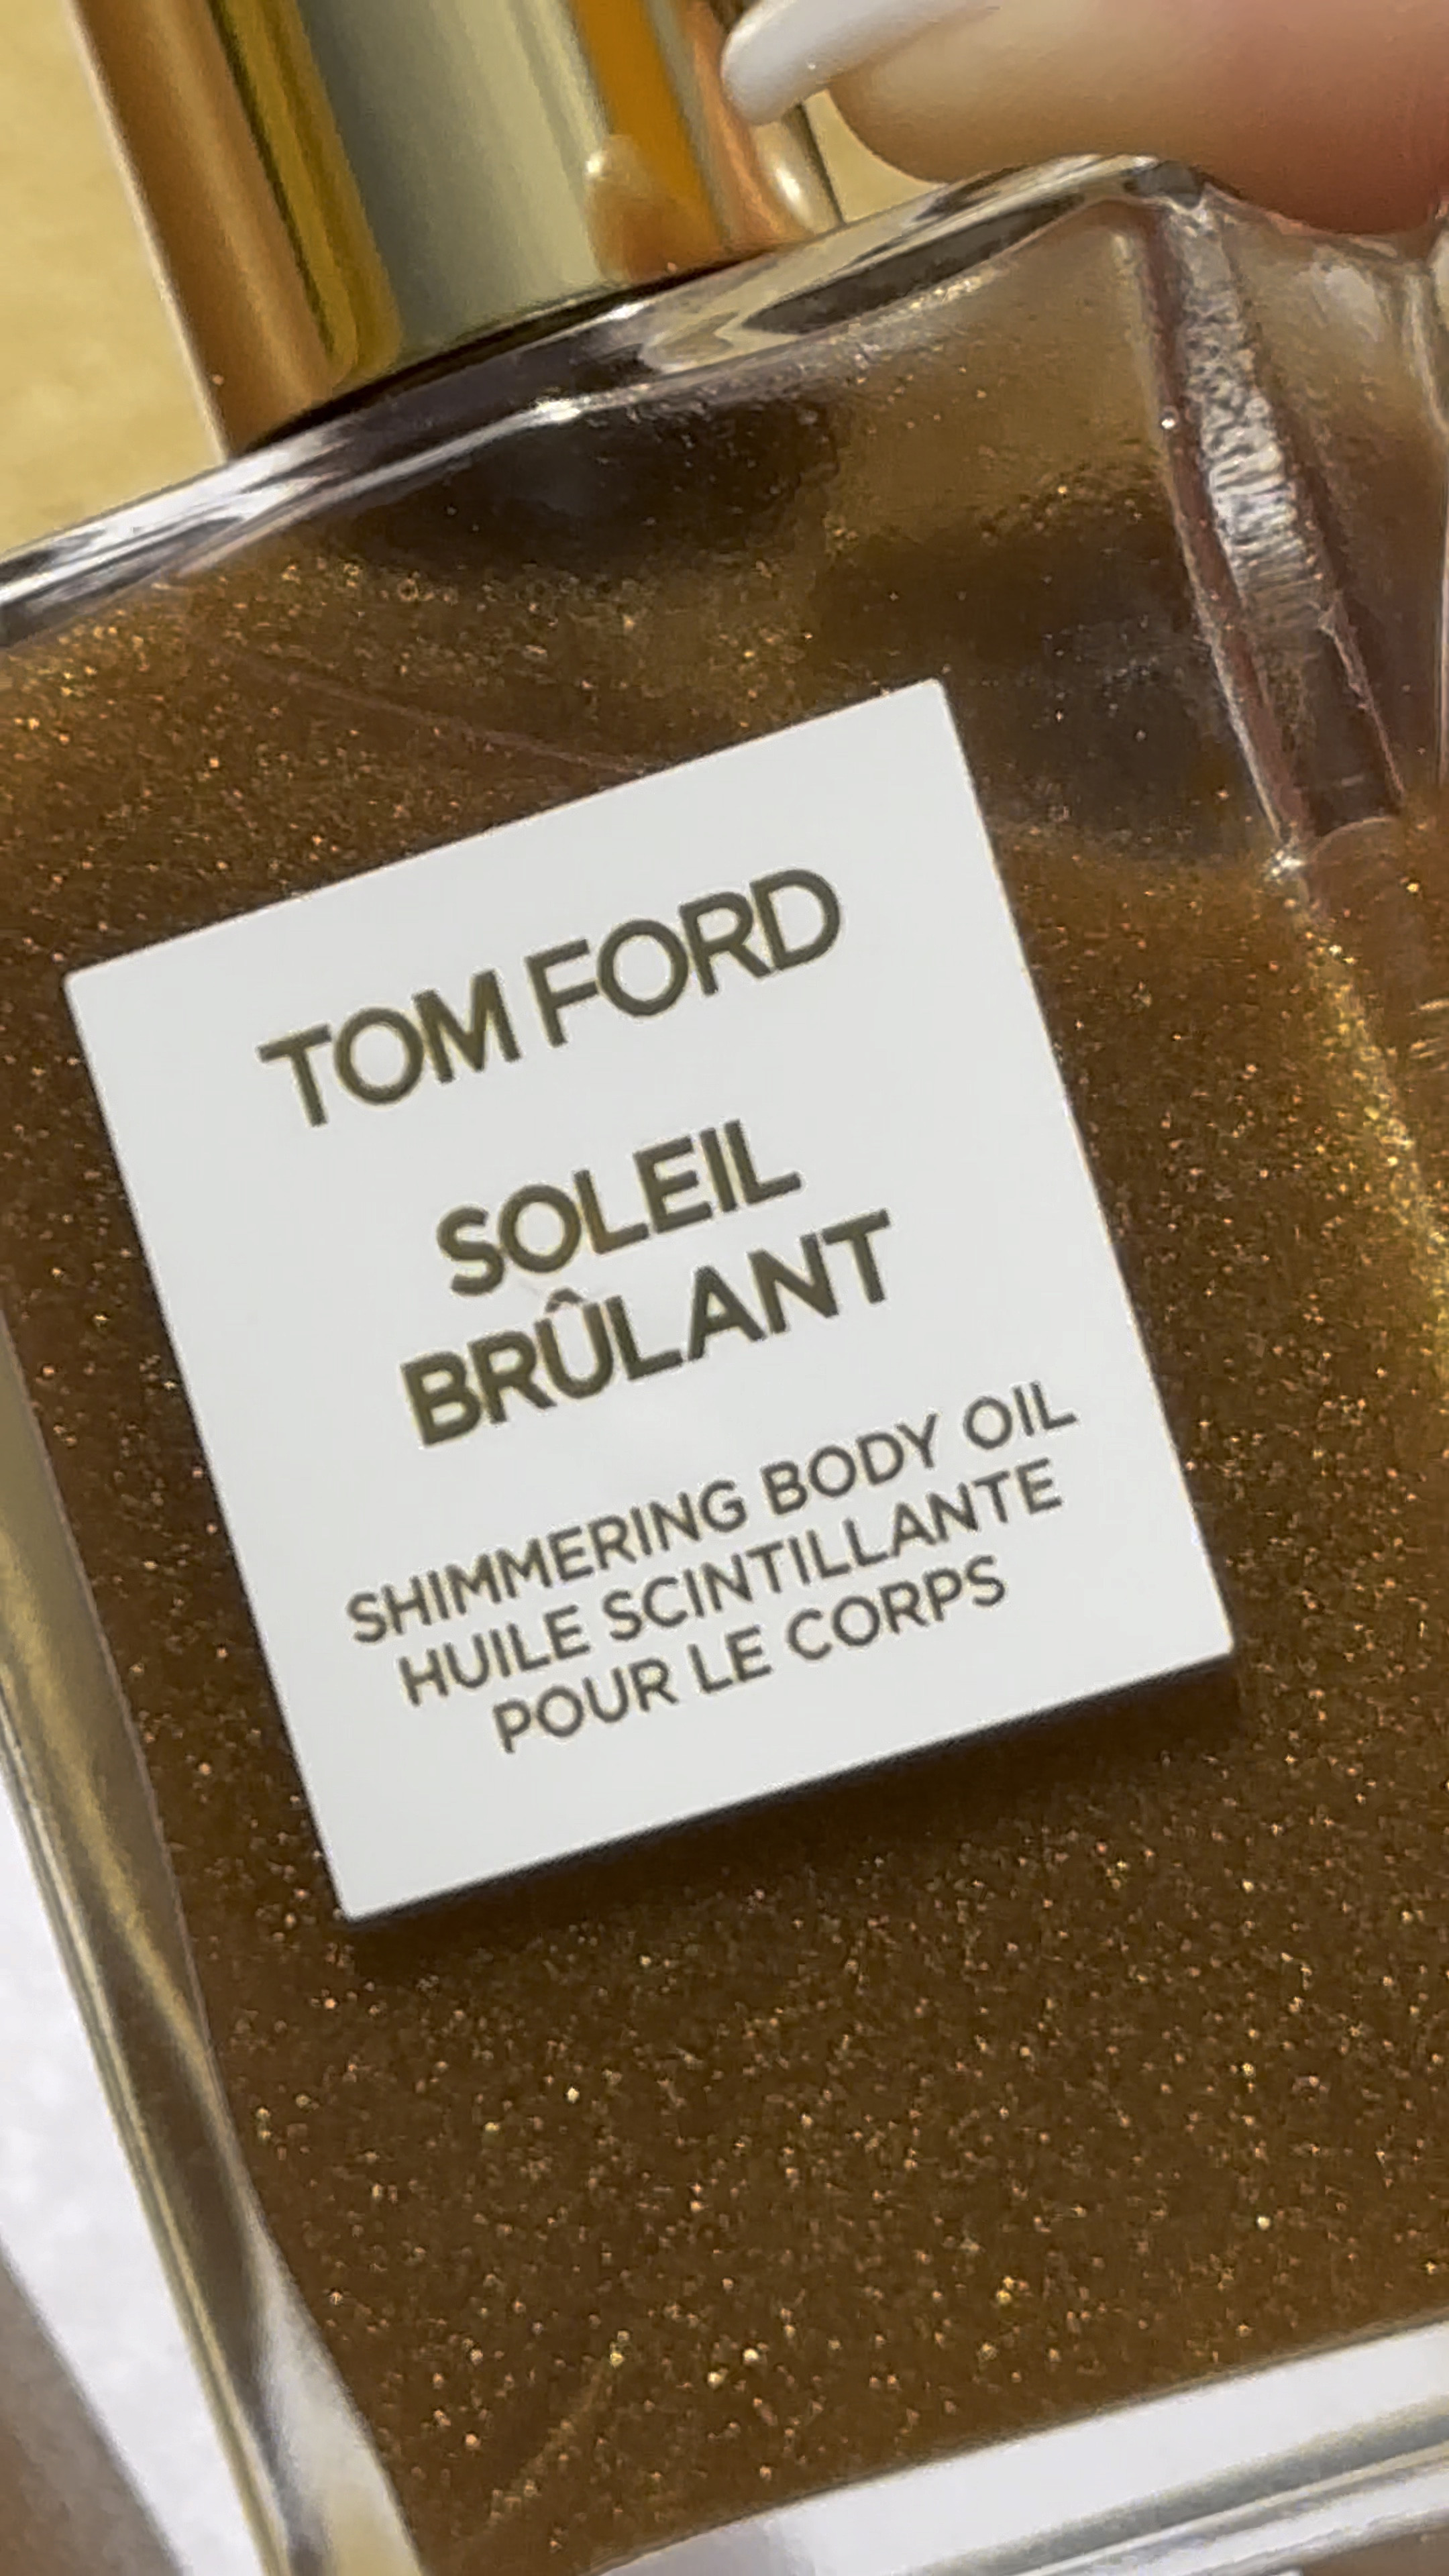 TOM FORD
SOLEIL
BRÛLANT
SHIMMERING BODY OIL
HUILE SCINTILLANTE
POUR LE CORPS